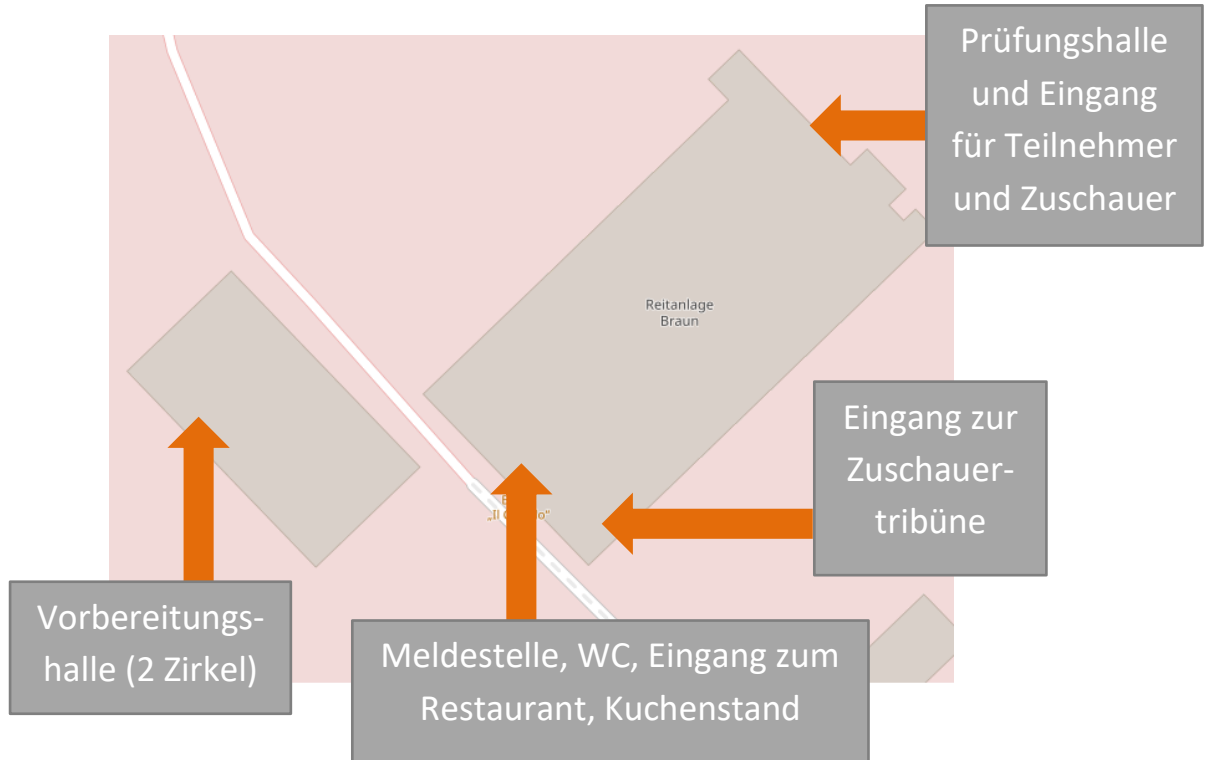 Prüfungshalle
und Eingang
für Teilnehmer
und Zuschauer
Reitanlage
Braun
Eingang zur
Zuschauer-
tribüne
Vorbereitungs-
halle (2 Zirkel)
Meldestelle, WC, Eingang zum
Restaurant, Kuchenstand